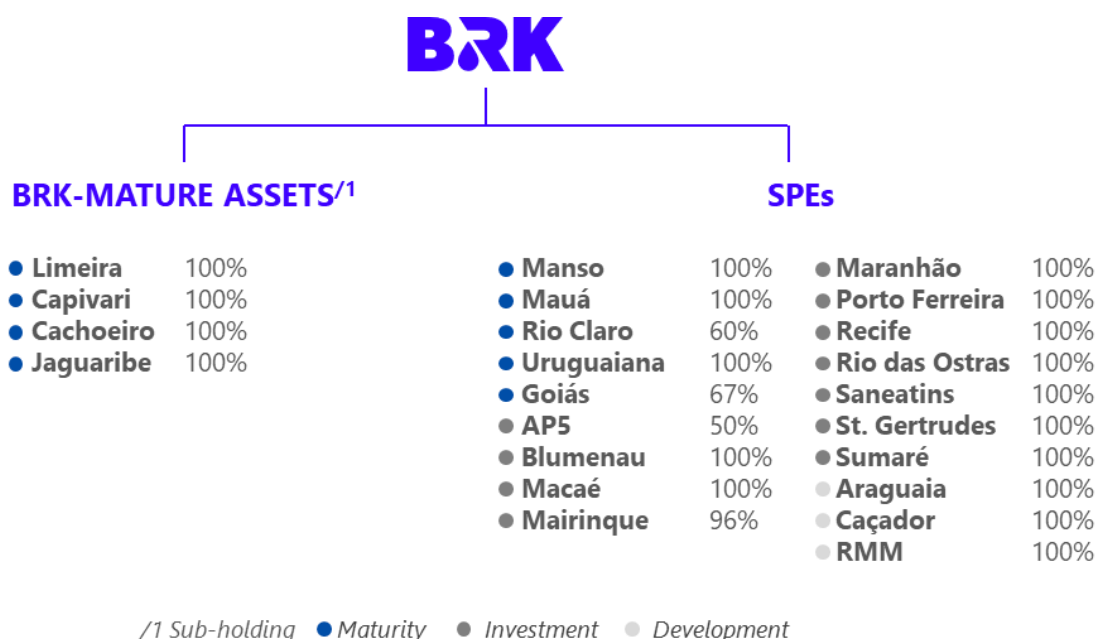 BRK
BRK-MATURE ASSETS/1
Limeira 100%
Capivari 100%
Cachoeiro 100%
Jaguaribe 100%
SPEs
Manso 100%
Mauá 100%
Rio Claro 60%
Uruguaiana 100%
Goiás 67%
AP5 50%
Blumenau 100%
Macaé 100%
Mairinque 96%
Maranhão 100%
Porto Ferreira 100%
Recife 100%
Rio das Ostras 100%
Saneatins 100%
St. Gertrudes 100%
Sumaré 100%
Araguaia 100%
Caçador 100%
RMM 100%
/1 Sub-holding Maturity Investment Development